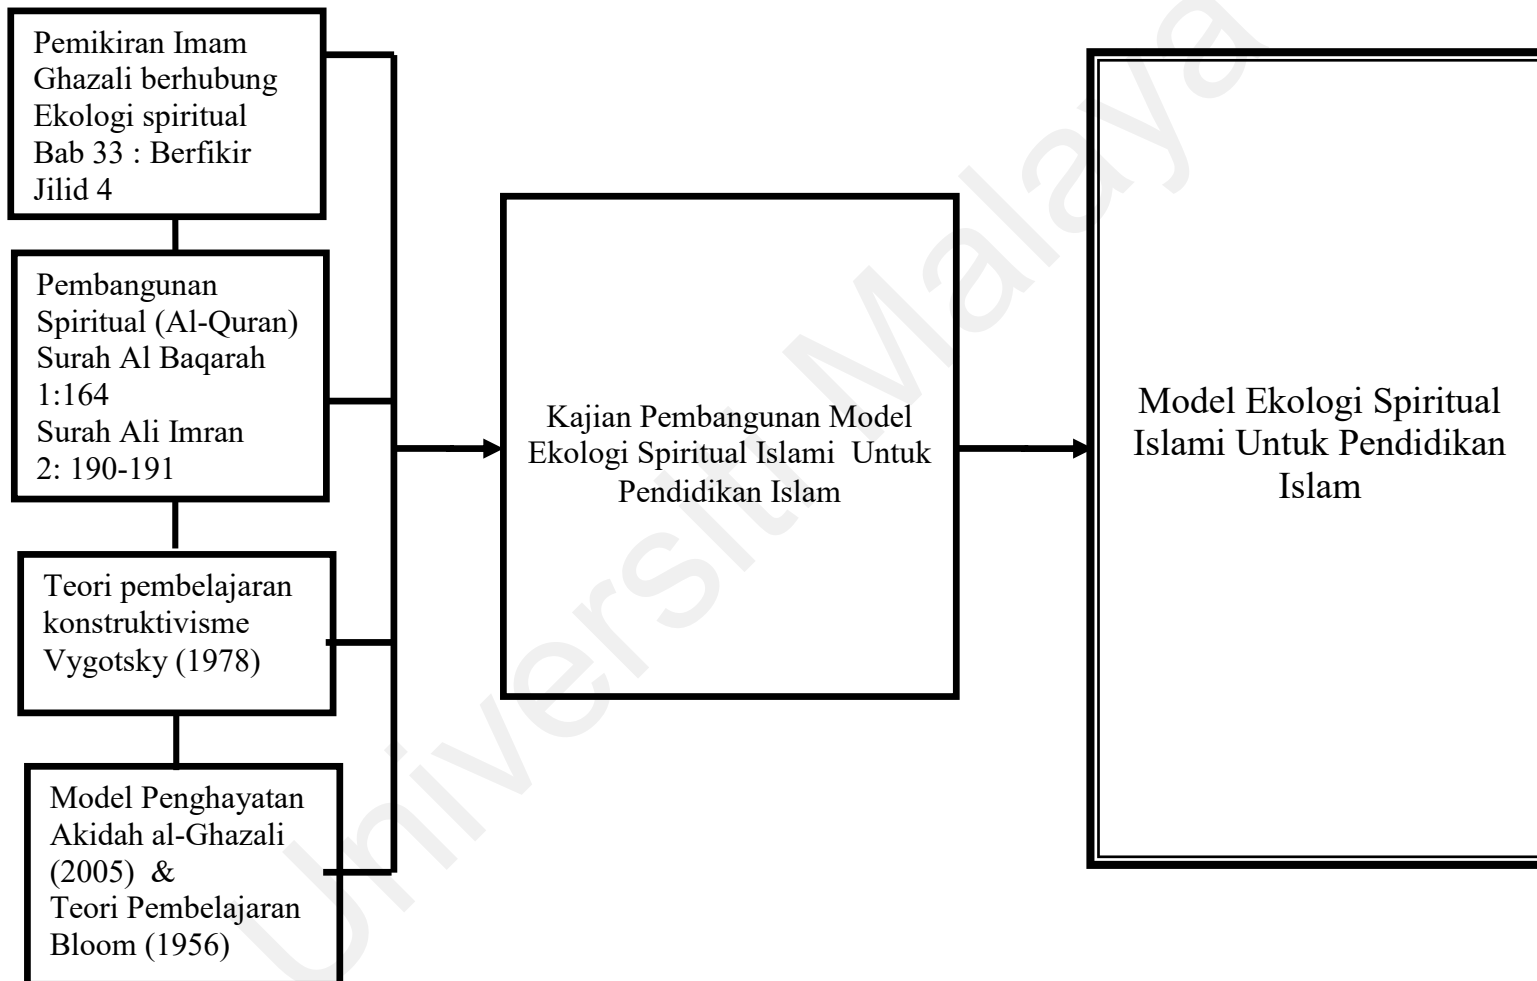 Pemikiran Imam
Ghazali berhubung
Ekologi spiritual
Bab 33 : Berfikir
Jilid 4
Pembangunan
Spiritual (Al-Quran)
Surah Al Baqarah
1:164
Surah Ali Imran
2: 190-191
Teori pembelajaran
konstruktivisme
Vygotsky (1978)
Model Penghayatan
Akidah al-Ghazali
(2005) &
Teori Pembelajaran
Bloom (1956)
Kajian Pembangunan Model
Ekologi Spiritual Islami Untuk
Pendidikan Islam
Model Ekologi Spiritual
Islami Untuk Pendidikan
Islam
Universiti Malaya